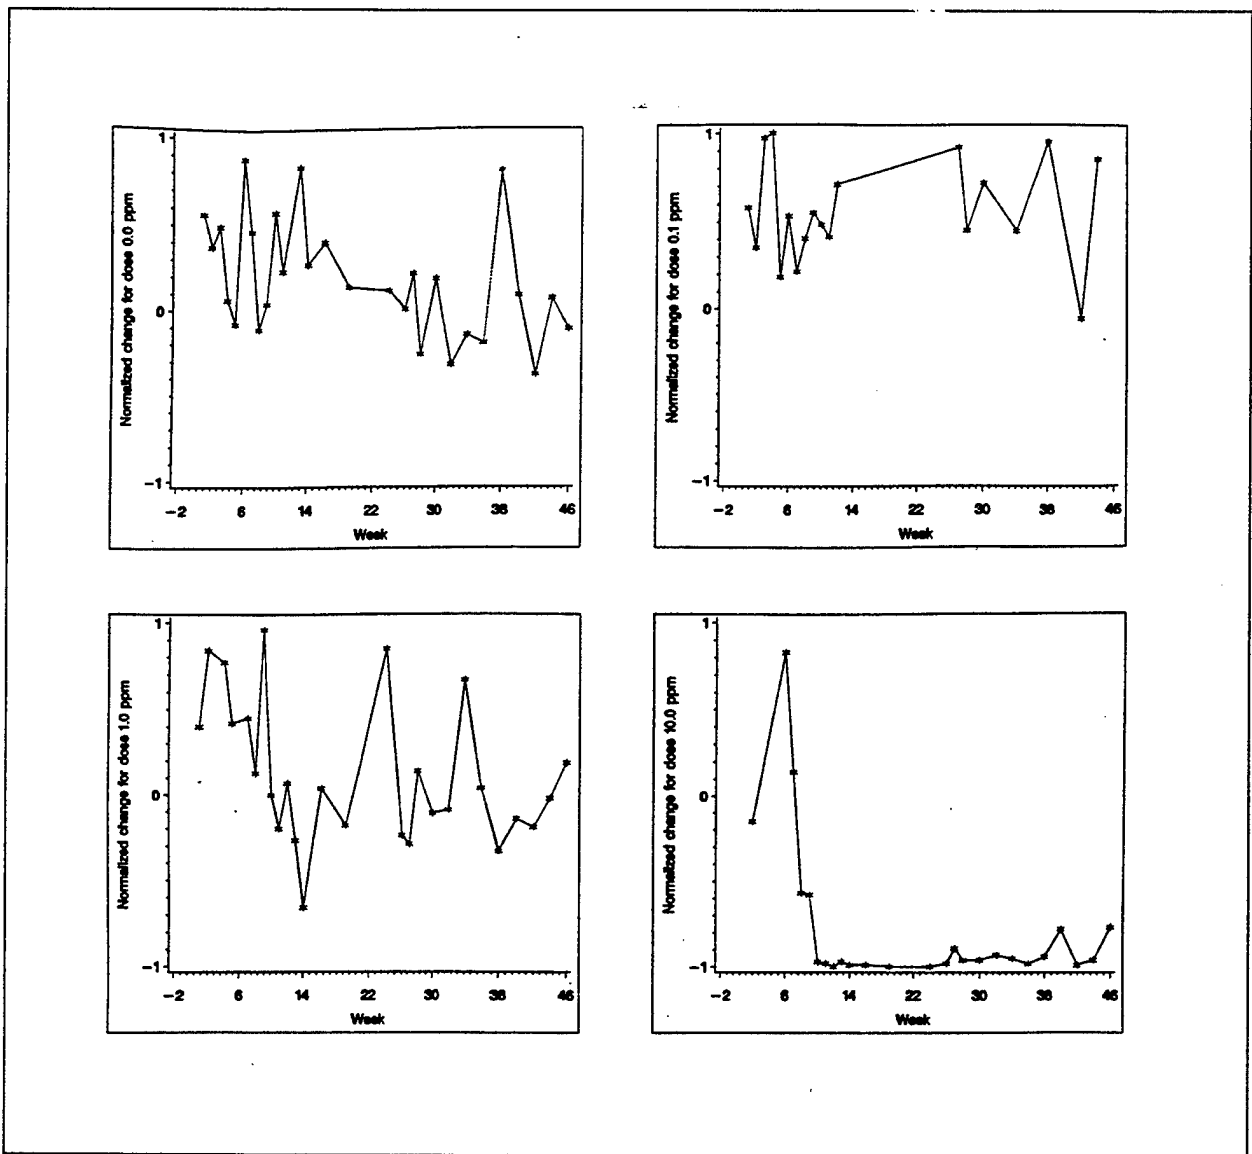 Normalized change for dose 0.0 ppm
1
0
−1
−2 6 14 22 30 38 46
Week
Normalized change for dose 0.1 ppm
1
0
−1
−2 6 14 22 30 38 46
Week
Normalized change for dose 1.0 ppm
1
0
−1
−2 6 14 22 30 38 46
Week
Normalized change for dose 10.0 ppm
1
0
−1
−2 6 14 22 30 38 46
Week